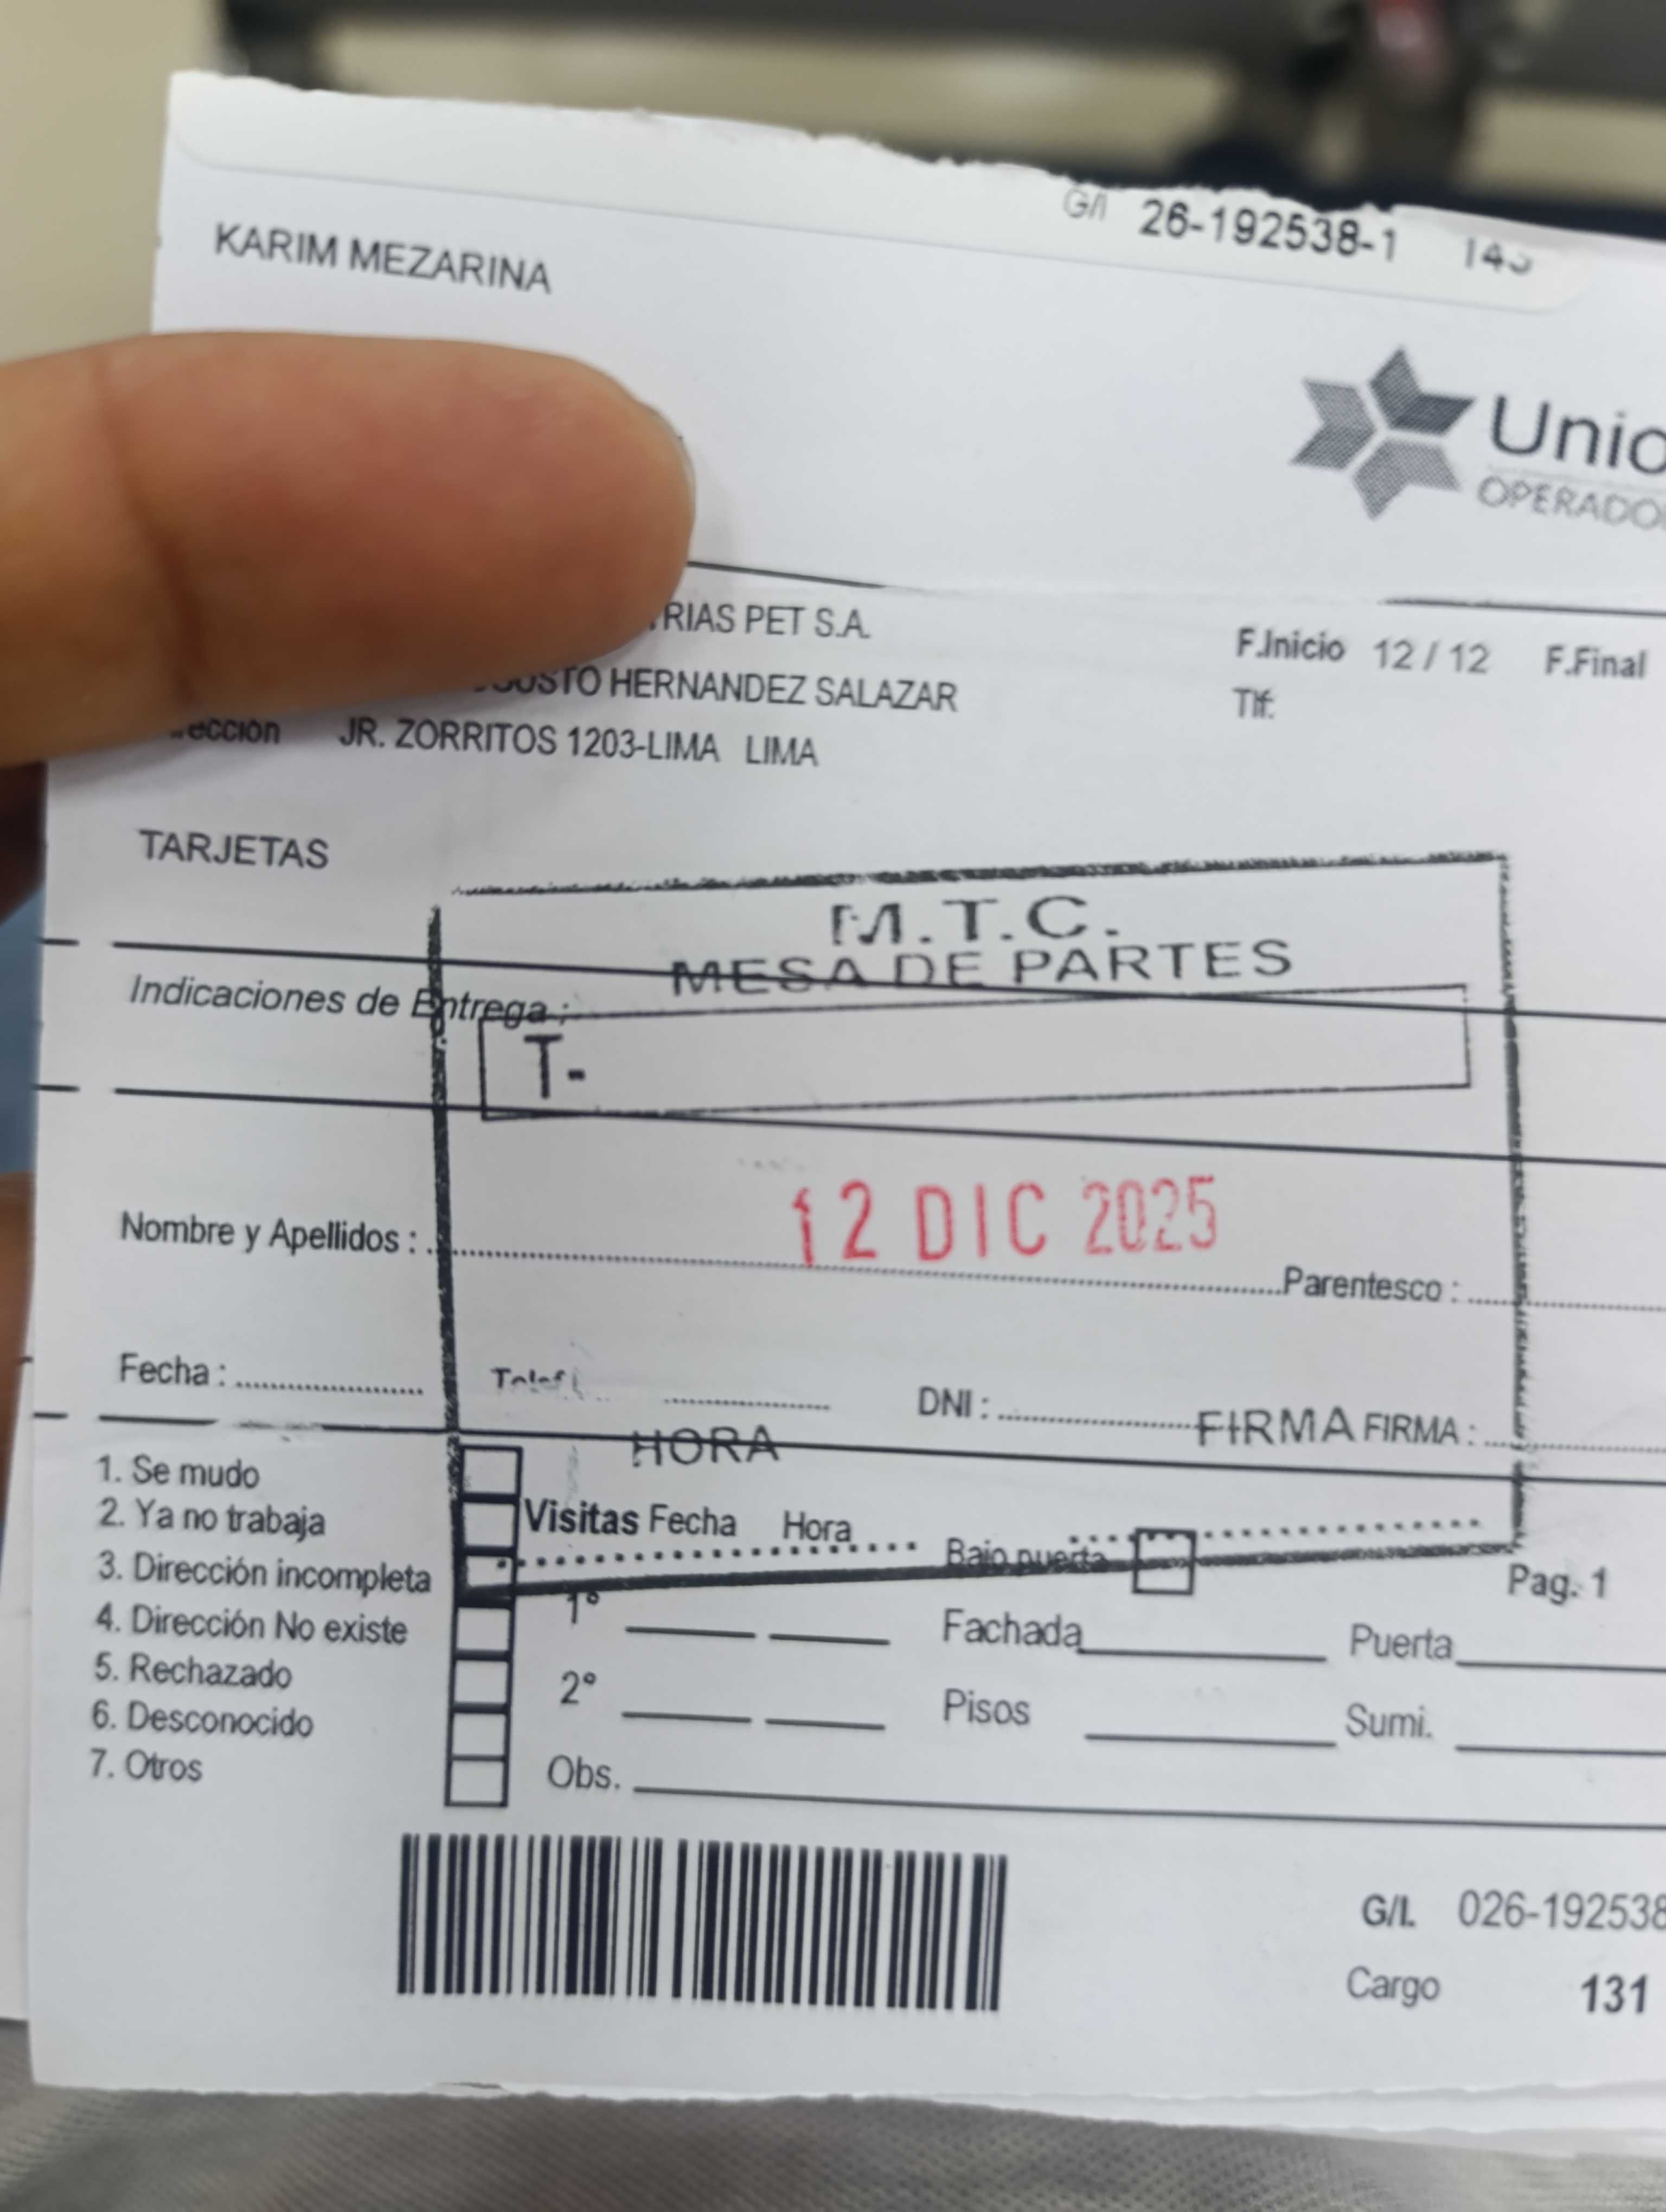 G/I 26-192538-1
KARIM MEZARINA
OPERADO
PET S.A.
HERNANDEZ SALAZAR
F.Inicio 12 / 12 F.Final
Tlf:
JR. ZORRITOS 1203-LIMA LIMA
TARJETAS
M.T.C.
MESA DE PARTES
Indicaciones de Entrega :
T-
12 DIC 2025
Nombre y Apellidos : Parentesco :
Fecha : DNI : FIRMA FIRMA :
HORA
1. Se mudo
2. Ya no trabaja
Visitas Fecha Hora
Bajo puerta
3. Dirección incompleta
Pag. 1
1°
4. Dirección No existe
Fachada Puerta
5. Rechazado
2° Pisos Sumi.
6. Desconocido
7. Otros
Obs.
G/I. 026-192538
Cargo 131